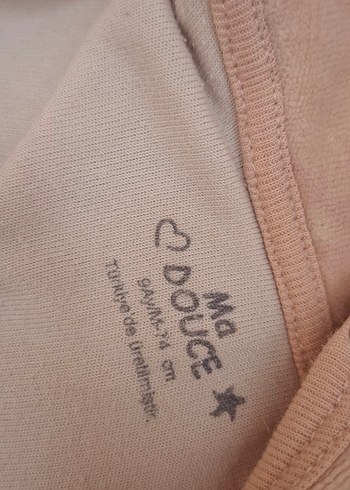 Ma
DOUCE
9Ay/M-74 cm
Türkiye'de üretilmiştir.